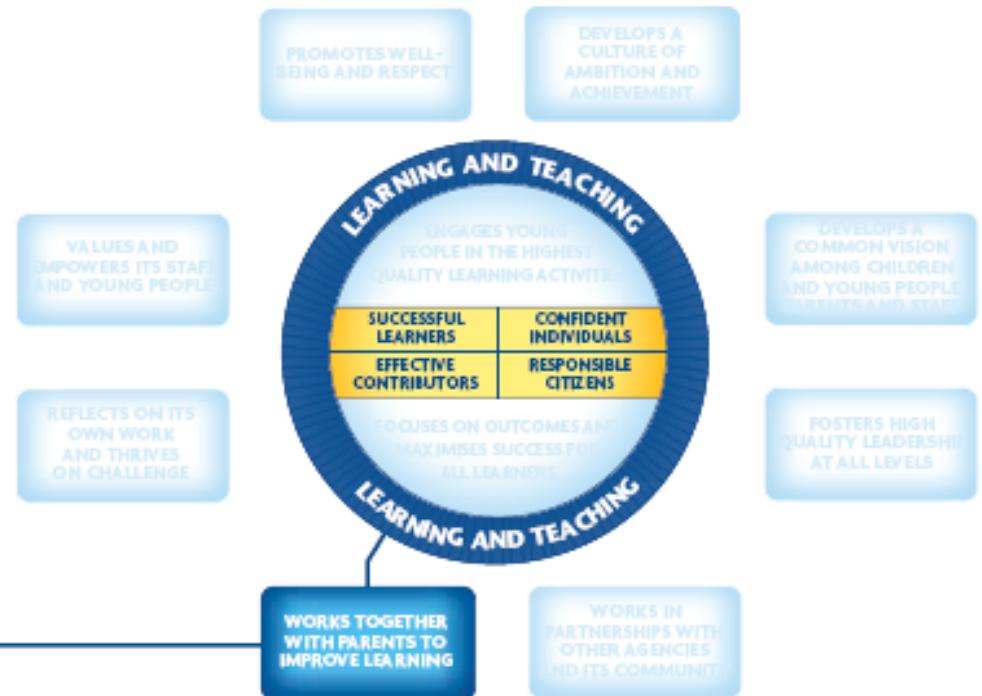 PROMOTES WELL-
BEING AND RESPECT
DEVELOPS A
CULTURE OF
AMBITION AND
ACHIEVEMENT
LEARNING AND TEACHING
VALUES AND
EMPOWERS ITS STAFF
AND YOUNG PEOPLE
ENGAGES YOUNG
PEOPLE IN THE HIGHEST
QUALITY LEARNING ACTIVITIES
DEVELOPS A
COMMON VISION
AMONG CHILDREN
AND YOUNG PEOPLE
PARENTS AND STAFF
SUCCESSFUL
LEARNERS
CONFIDENT
INDIVIDUALS
EFFECTIVE
CONTRIBUTORS
RESPONSIBLE
CITIZENS
REFLECTS ON ITS
OWN WORK
AND THRIVES
ON CHALLENGE
FOCUSES ON OUTCOMES AND
MAXIMISES SUCCESS FOR
ALL LEARNERS
FOSTERS HIGH
QUALITY LEADERSHIP
AT ALL LEVELS
LEARNING AND TEACHING
WORKS TOGETHER
WITH PARENTS TO
IMPROVE LEARNING
WORKS IN
PARTNERSHIPS WITH
OTHER AGENCIES
AND ITS COMMUNITY